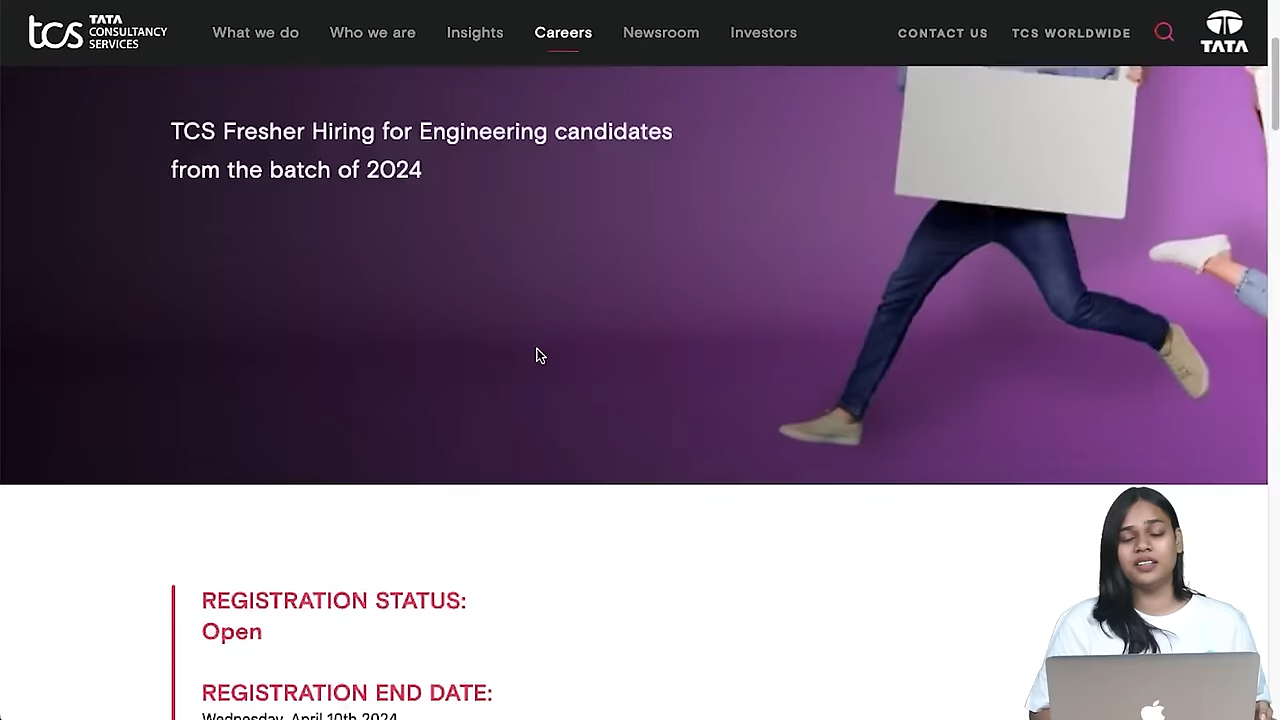 tcs TATA
CONSULTANCY
SERVICES
What we do Who we are Insights Careers Newsroom Investors CONTACT US TCS WORLDWIDE TATA
TCS Fresher Hiring for Engineering candidates
from the batch of 2024
REGISTRATION STATUS:
Open
REGISTRATION END DATE:
Wednesday, April 10th 2024